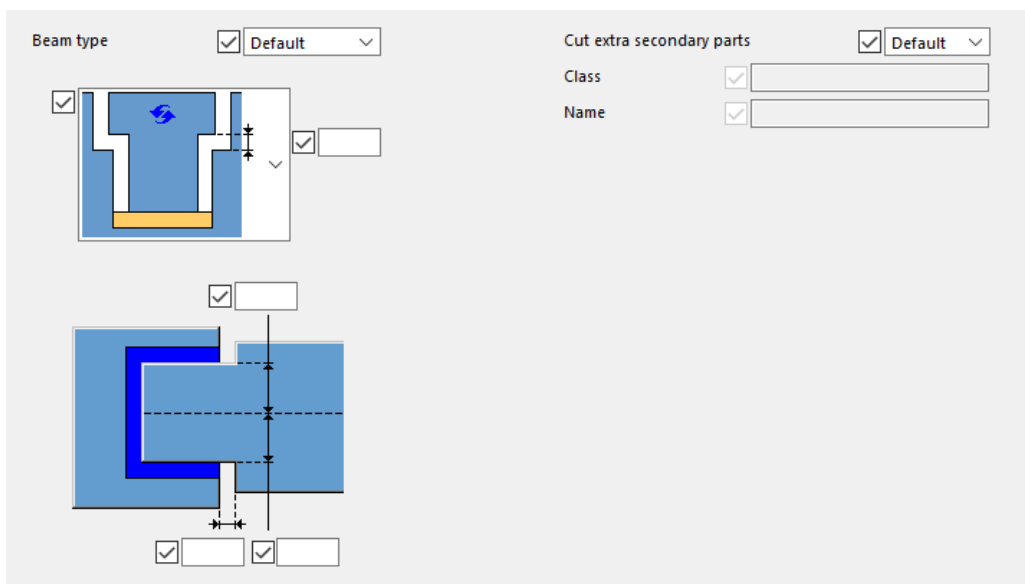 Beam type
Default
Cut extra secondary parts
Default
Class
Name